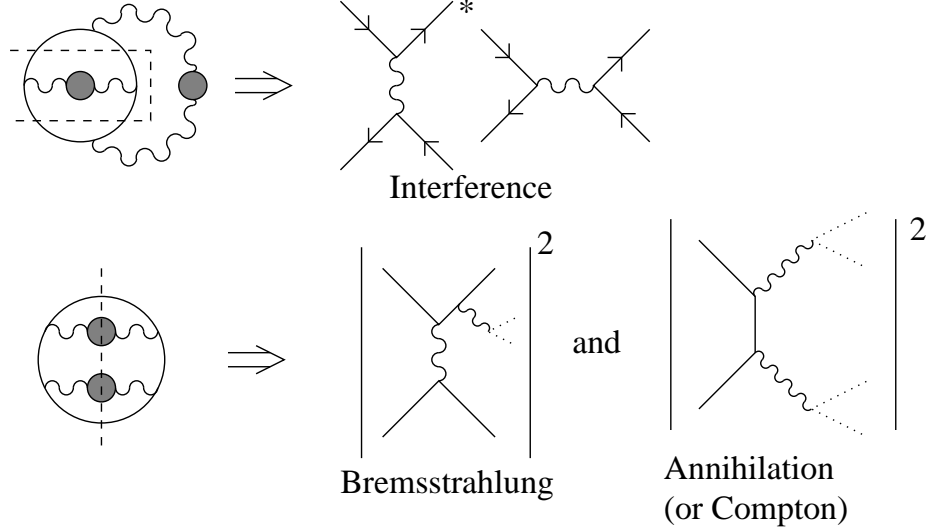 *
Interference
2
2
and
Bremsstrahlung
Annihilation
(or Compton)